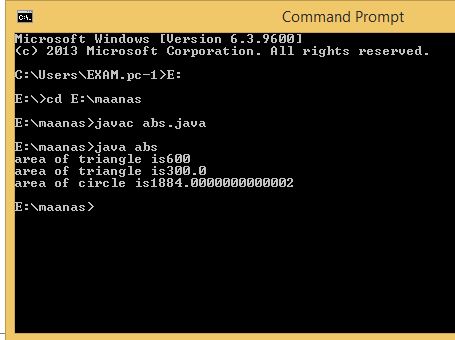 Command Prompt
Microsoft Windows [Version 6.3.9600]
(c) 2013 Microsoft Corporation. All rights reserved.
C:\Users\EXAM.pc-1>E:
E:\>cd E:\maanas
E:\maanas>javac abs.java
E:\maanas>java abs
area of triangle is600
area of triangle is300.0
area of circle is1884.0000000000002
E:\maanas>